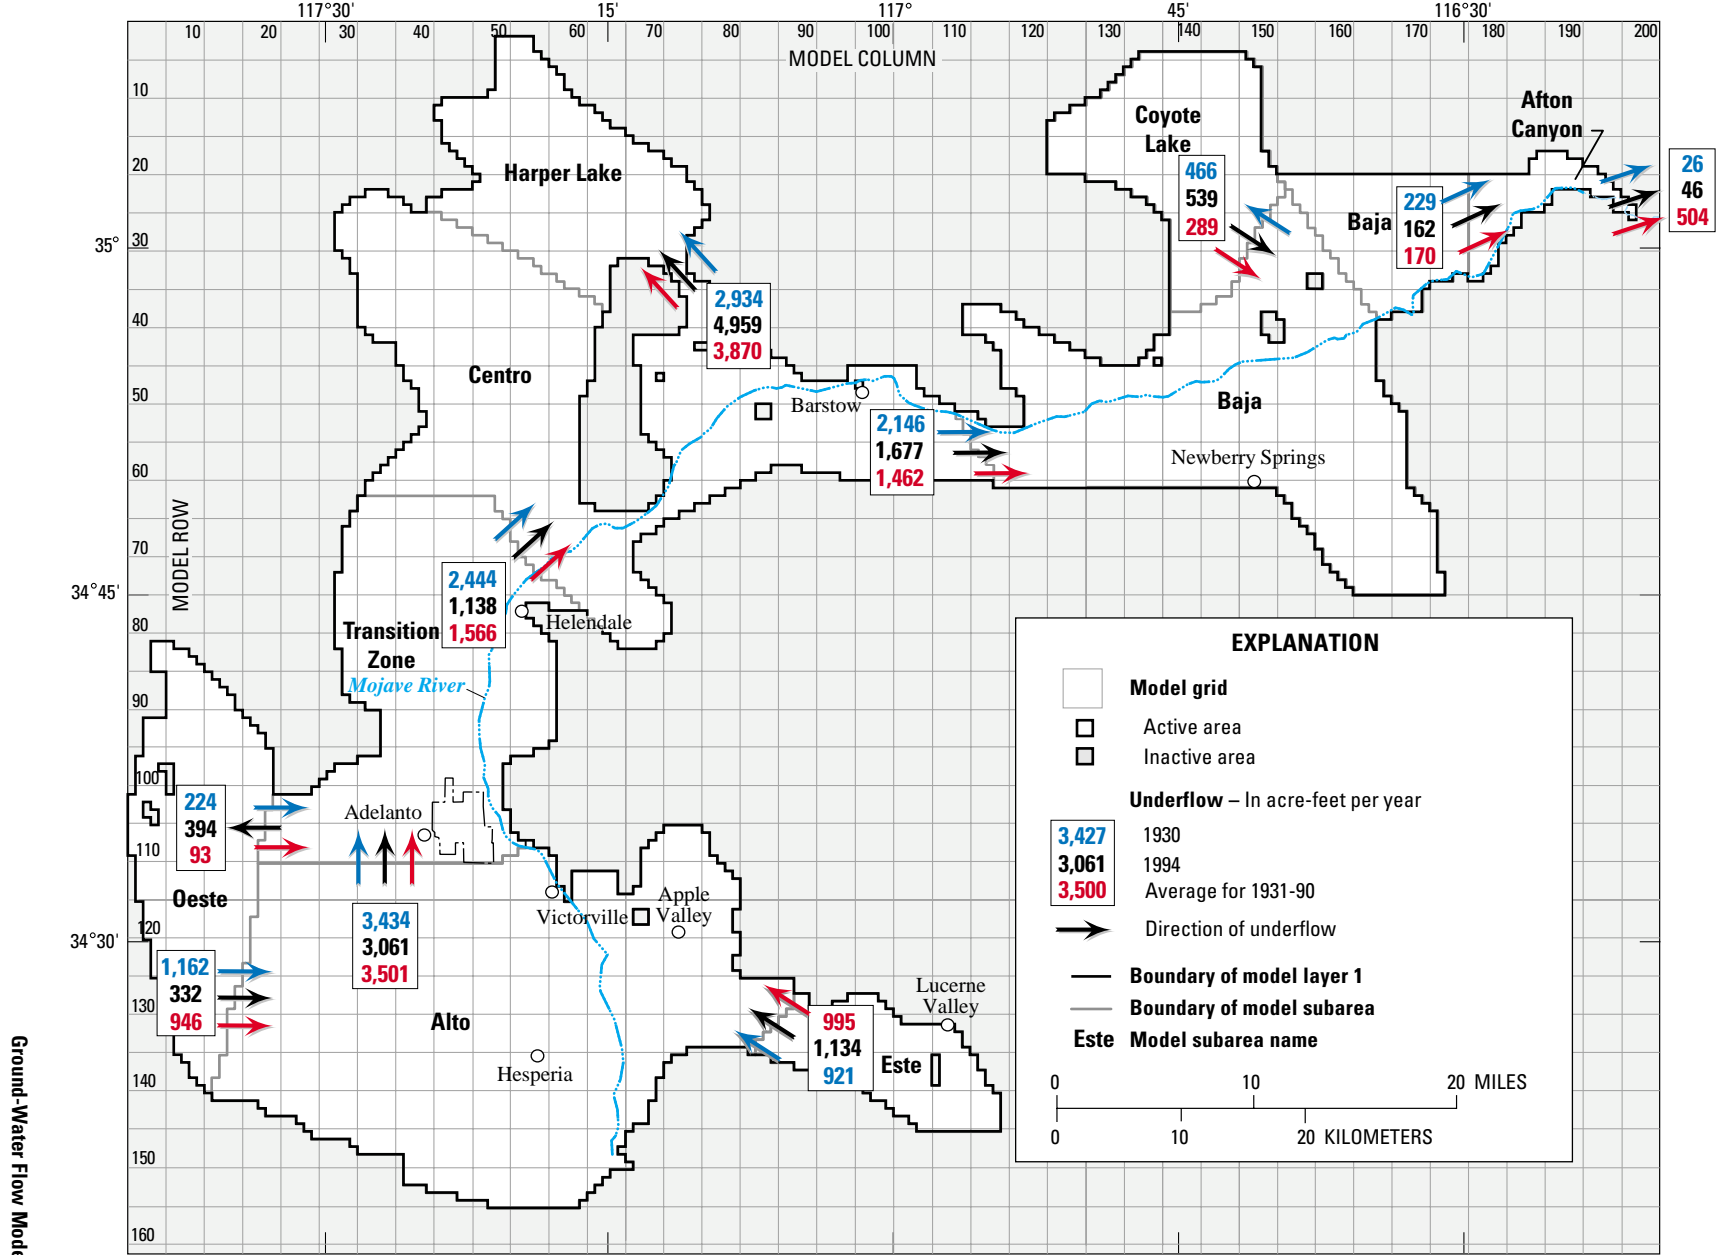 117°30' 15' 117° 45' 116°30'
10 20 30 40 50 60 70 80 90 100 110 120 130 140 150 160 170 180 190 200
MODEL COLUMN
10
20
35°
30
40
50
60
MODEL ROW
70
34°45'
80
90
100
110
34°30'
120
130
140
150
160
Afton
Canyon
Coyote
Lake
Harper Lake
466
539
289
Baja
229
162
170
26
46
504
2,934
4,959
3,870
Centro
Barstow
2,146
1,677
1,462
Baja
Newberry Springs
2,444
1,138
1,566
Helendale
Transition
Zone
Mojave River
224
394
93
Adelanto
Oeste
3,434
3,061
3,501
Victorville
Apple
Valley
1,162
332
946
Alto
Hesperia
995
1,134
921
Lucerne
Valley
Este
EXPLANATION
Model grid
Active area
Inactive area
Underflow – In acre-feet per year
3,427 1930
3,061 1994
3,500 Average for 1931-90
Direction of underflow
Boundary of model layer 1
Boundary of model subarea
Este Model subarea name
0 10 20 MILES
0 10 20 KILOMETERS
Ground-Water Flow Mode